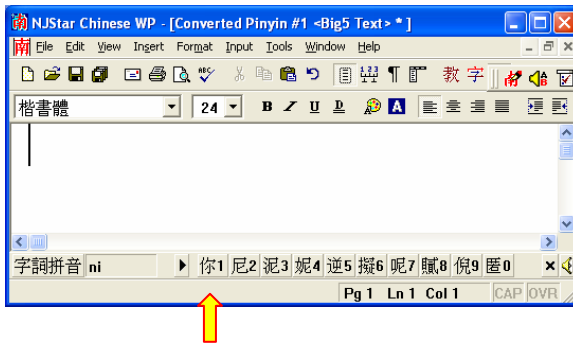 NJStar Chinese WP - [Converted Pinyin #1 <Big5 Text> * ]
南 File Edit View Insert Format Input Tools Window Help
教 字 南
楷書體 24 B Z U D A
字詞拼音 ni 你1 尼2 泥3 妮4 逆5 擬6 呢7 膩8 倪9 匿0
Pg 1 Ln 1 Col 1 CAP OVR